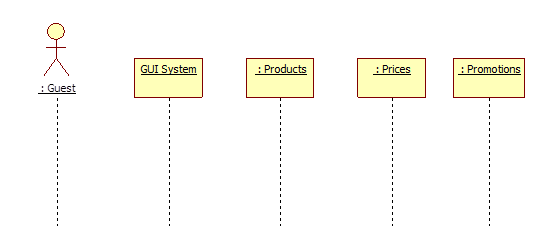 : Guest
GUI System
: Products
: Prices
: Promotions